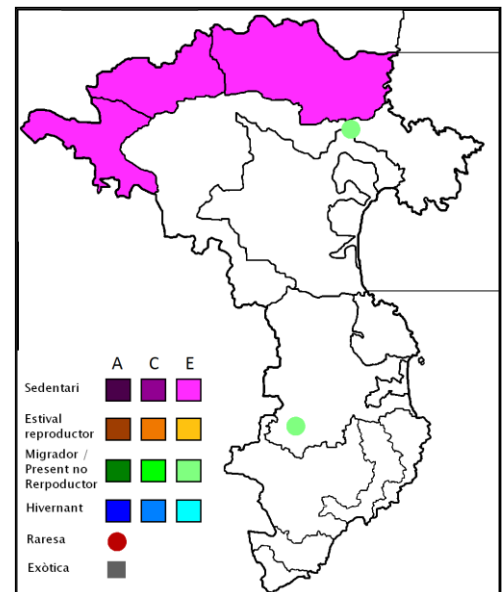 A C E
Sedentari
Estival
reproductor
Migrador /
Present no
Rerpoductor
Hivernant
Raresa
Exòtica